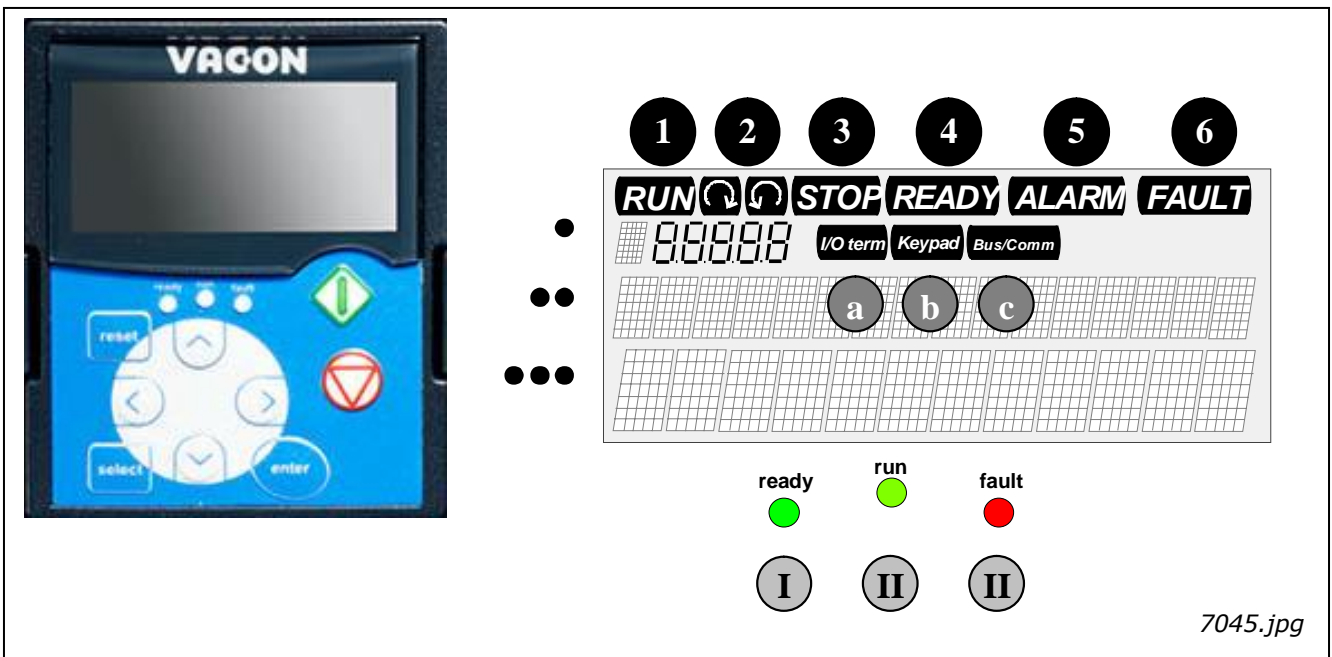 VACON
ready run fault
reset
select
enter
1 2 3 4 5 6
RUN STOP READY ALARM FAULT
88888 I/O term Keypad Bus/Comm
a b c
ready run fault
I II II
7045.jpg